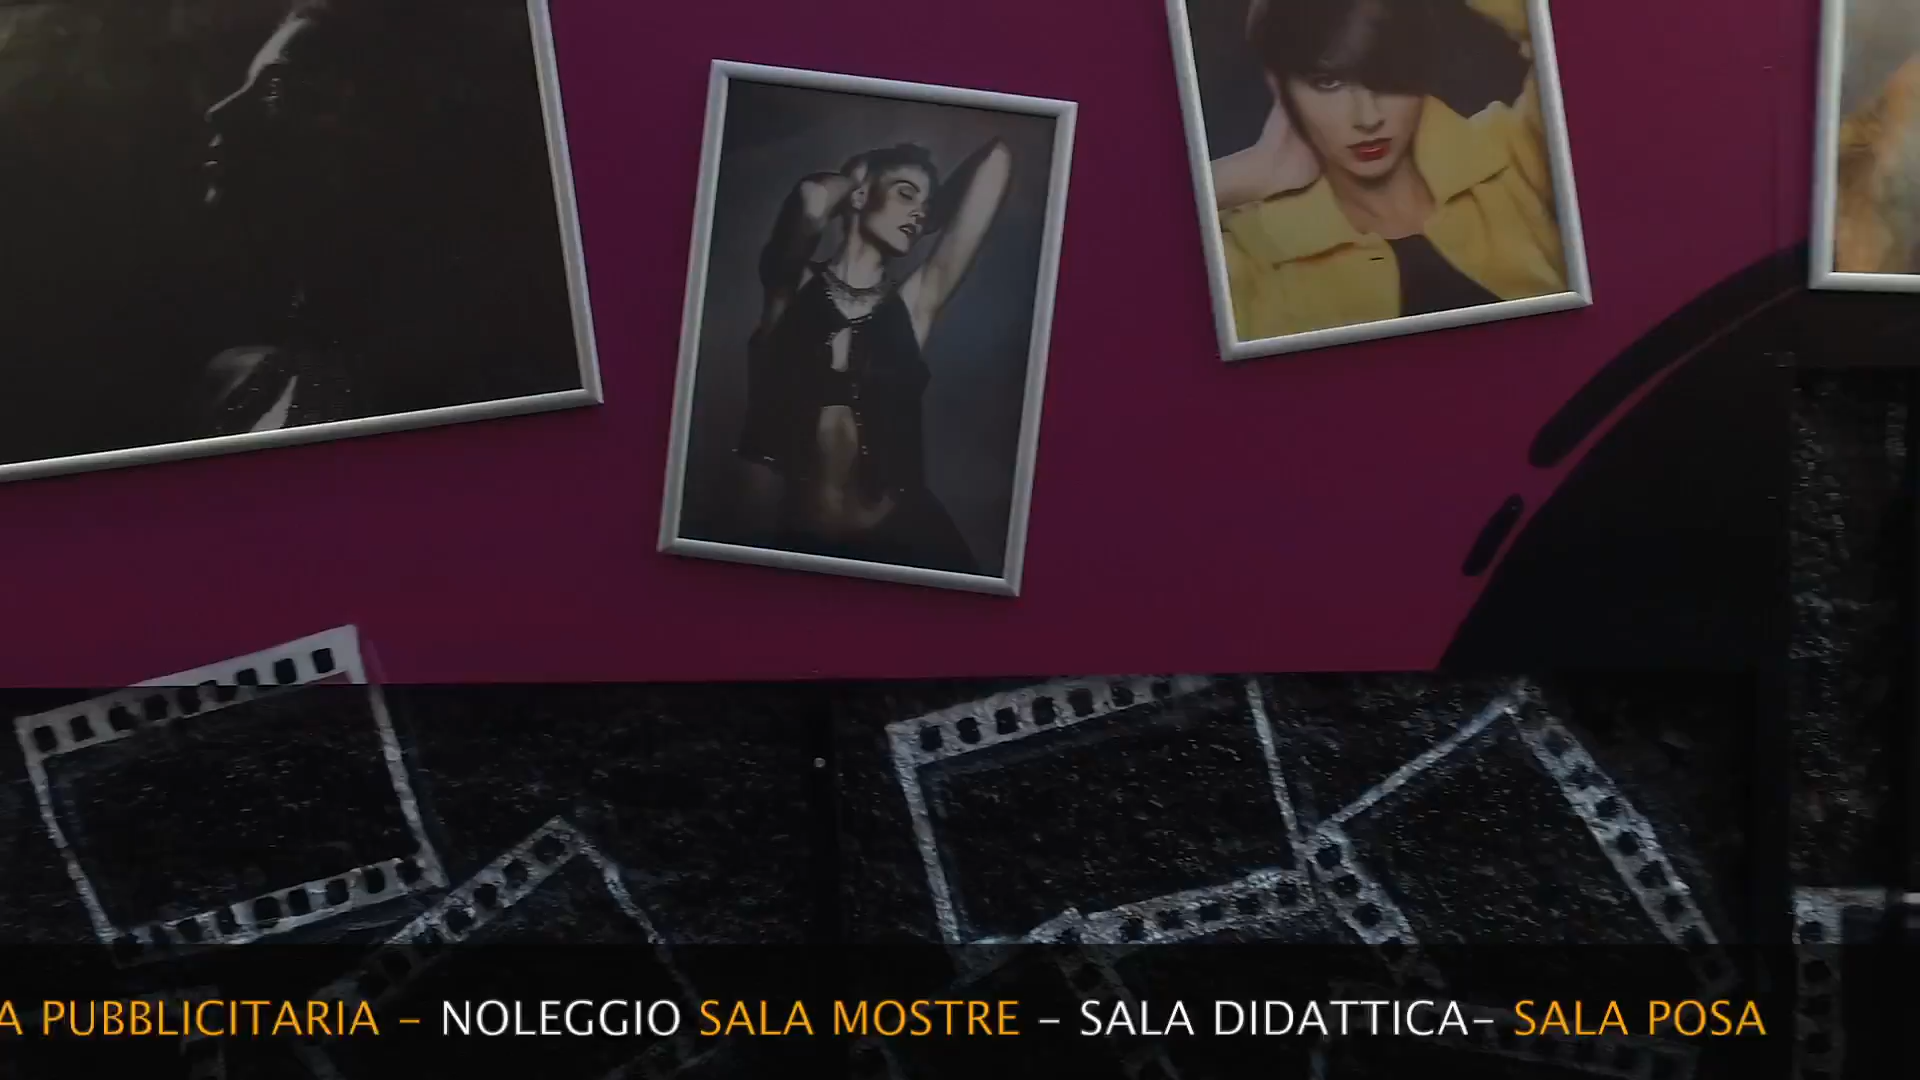 A PUBBLICITARIA – NOLEGGIO SALA MOSTRE – SALA DIDATTICA– SALA POSA